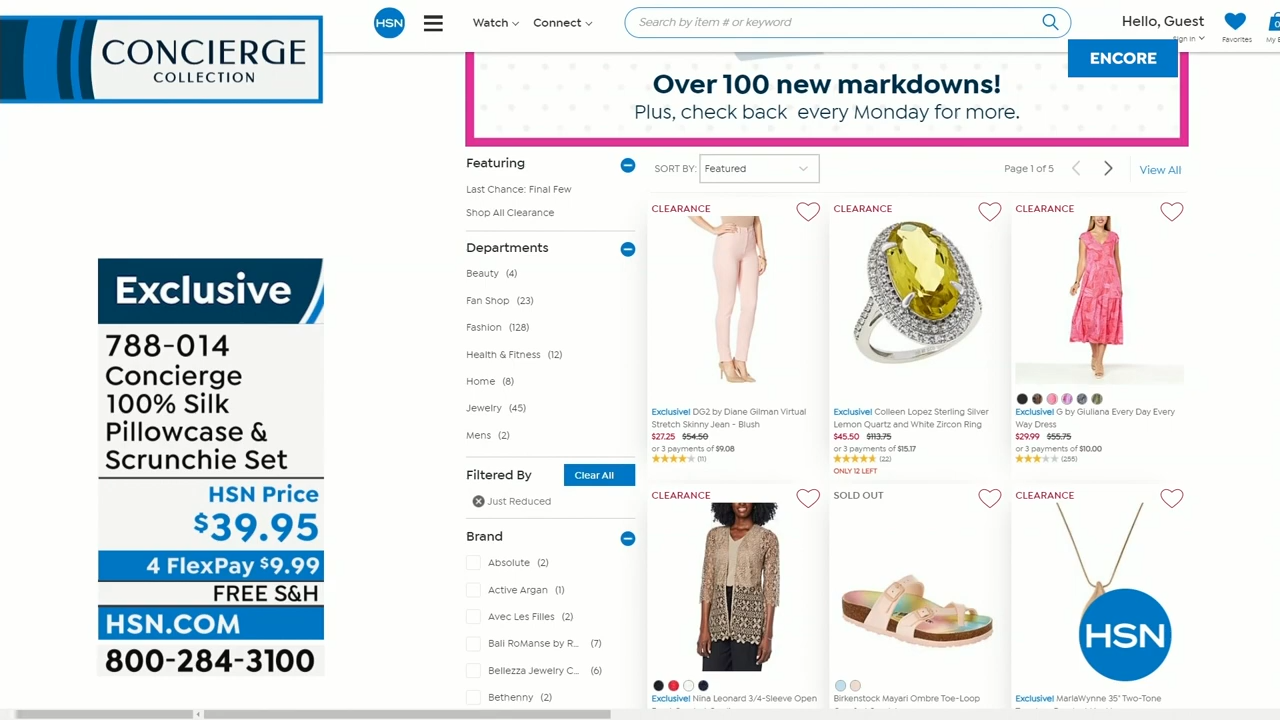 CONCIERGE
COLLECTION
HSN
Watch
Connect
Search by item # or keyword
Hello, Guest
Sign In
Favorites
0
ENCORE
Over 100 new markdowns!
Plus, check back every Monday for more.
Featuring
Last Chance: Final Few
Shop All Clearance
SORT BY:
Featured
Page 1 of 5
View All
Departments
Beauty (4)
Fan Shop (23)
Fashion (128)
Health & Fitness (12)
Home (8)
Jewelry (45)
Mens (2)
Filtered By
Clear All
Just Reduced
Brand
Absolute (2)
Active Argan (1)
Avec Les Filles (2)
Bali RoManse by R... (7)
Bellezza Jewelry C... (6)
Bethenny (2)
CLEARANCE
Exclusive! DG2 by Diane Gilman Virtual
Stretch Skinny Jean - Blush
$27.25 $54.50
or 3 payments of $9.08
(11)
CLEARANCE
Exclusive! Colleen Lopez Sterling Silver
Lemon Quartz and White Zircon Ring
$45.50 $113.75
or 3 payments of $15.17
(22)
ONLY 12 LEFT
CLEARANCE
Exclusive! G by Giuliana Every Day Every
Way Dress
$29.99 $55.75
or 3 payments of $10.00
(255)
CLEARANCE
Exclusive! Nina Leonard 3/4-Sleeve Open
SOLD OUT
Birkenstock Mayari Ombre Toe-Loop
CLEARANCE
Exclusive! MarlaWynne 35" Two-Tone
HSN
Exclusive
788-014
Concierge
100% Silk
Pillowcase &
Scrunchie Set
HSN Price
$39.95
4 FlexPay $9.99
FREE S&H
HSN.COM
800-284-3100